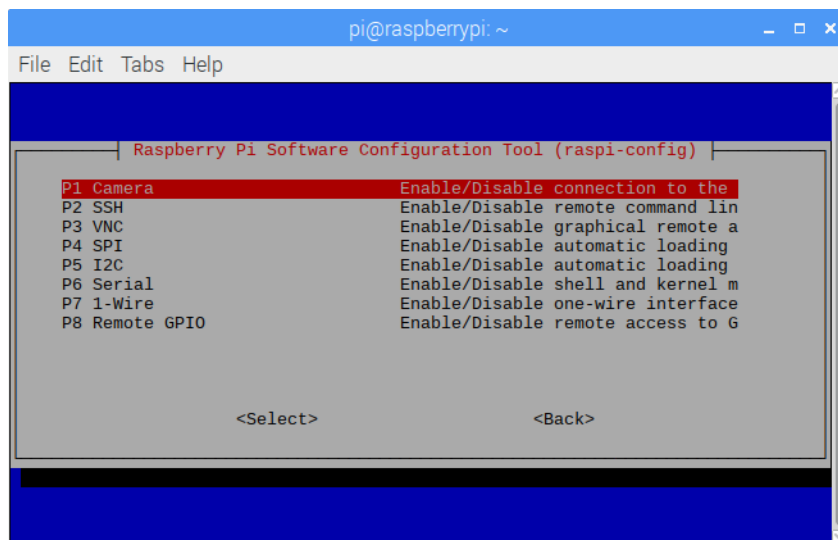 pi@raspberrypi: ~
File Edit Tabs Help
Raspberry Pi Software Configuration Tool (raspi-config)
P1 Camera Enable/Disable connection to the
P2 SSH Enable/Disable remote command lin
P3 VNC Enable/Disable graphical remote a
P4 SPI Enable/Disable automatic loading
P5 I2C Enable/Disable automatic loading
P6 Serial Enable/Disable shell and kernel m
P7 1-Wire Enable/Disable one-wire interface
P8 Remote GPIO Enable/Disable remote access to G
<Select> <Back>